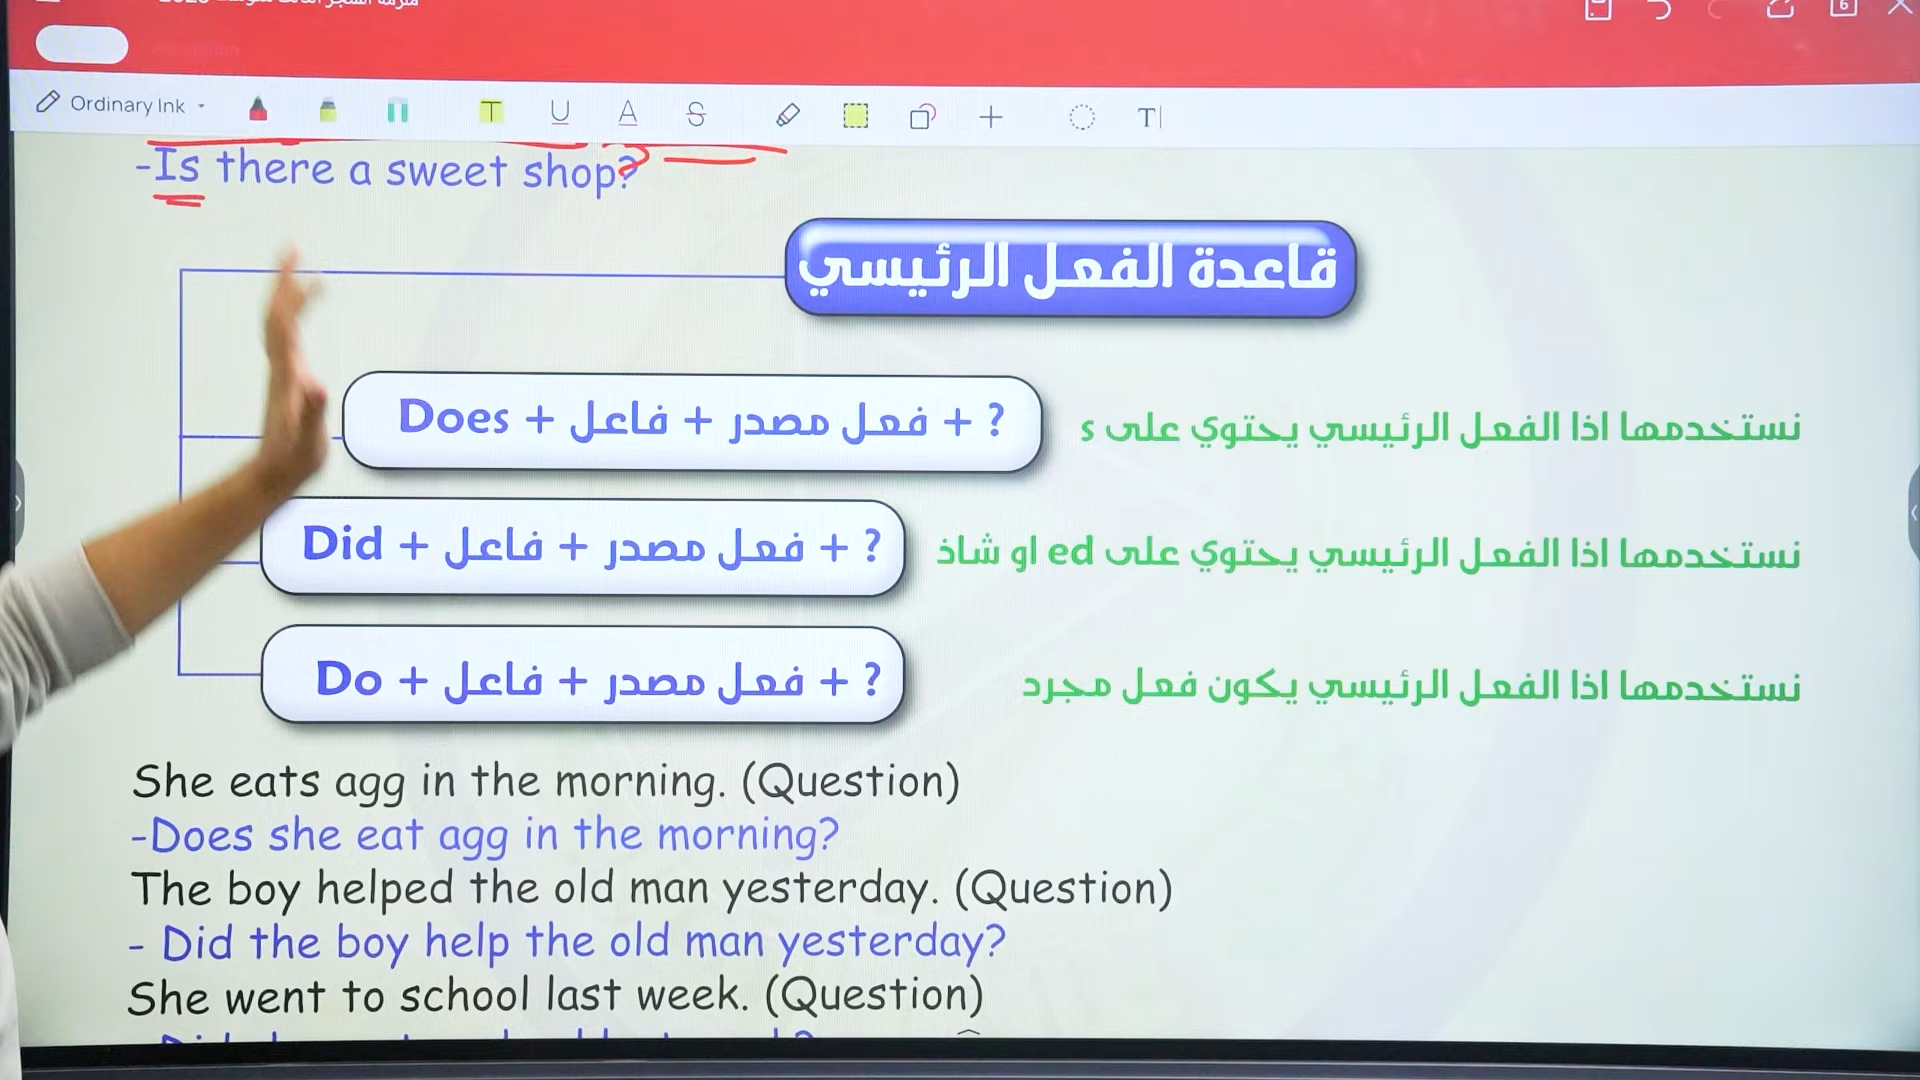 Ordinary Ink
-Is there a sweet shop?
قاعدة الفعل الرئيسي
Does + فاعل + فعل مصدر + ?
نستخدمها اذا الفعل الرئيسي يحتوي على s
Did + فاعل + فعل مصدر + ?
نستخدمها اذا الفعل الرئيسي يحتوي على ed او شاذ
Do + فاعل + فعل مصدر + ?
نستخدمها اذا الفعل الرئيسي يكون فعل مجرد
She eats agg in the morning. (Question)
-Does she eat agg in the morning?
The boy helped the old man yesterday. (Question)
- Did the boy help the old man yesterday?
She went to school last week. (Question)